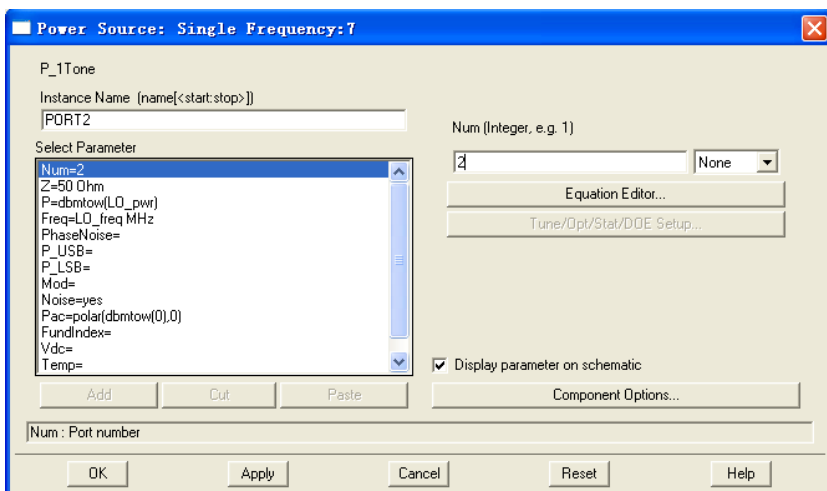 Power Source: Single Frequency:7
P_1Tone
Instance Name (name[<start:stop>])
PORT2
Select Parameter
Num=2
Z=50 Ohm
P=dbmtow(LO_pwr)
Freq=LO_freq MHz
PhaseNoise=
P_USB=
P_LSB=
Mod=
Noise=yes
Pac=polar(dbmtow(0),0)
FundIndex=
Vdc=
Temp=
Add Cut Paste
Num (Integer, e.g. 1)
2 None
Equation Editor...
Tune/Opt/Stat/DOE Setup...
Display parameter on schematic
Component Options...
Num : Port number
OK Apply Cancel Reset Help